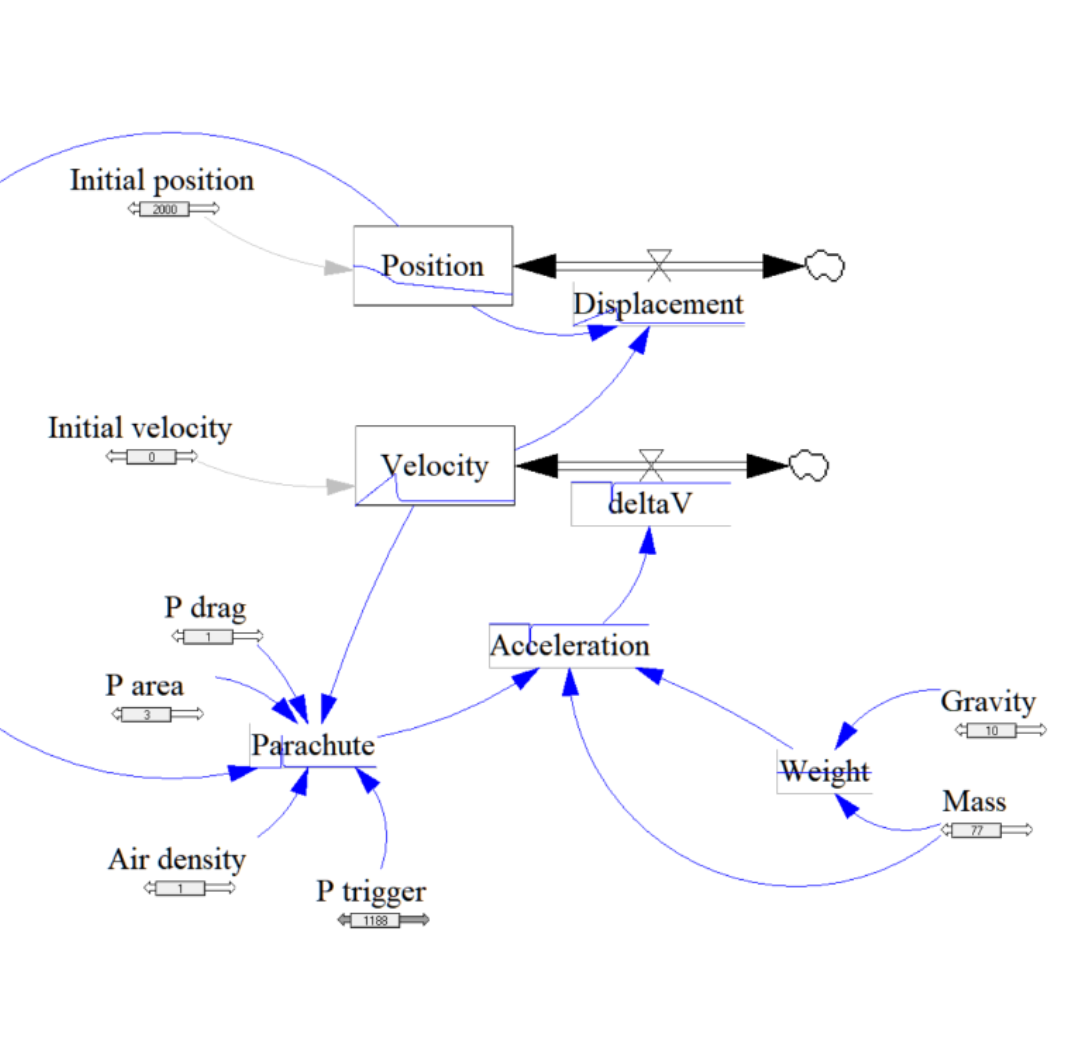 Initial position
2000
Position
Displacement
Initial velocity
0
Velocity
deltaV
P drag
1
Acceleration
P area
3
Gravity
10
Parachute
Weight
Mass
77
Air density
1
P trigger
1188